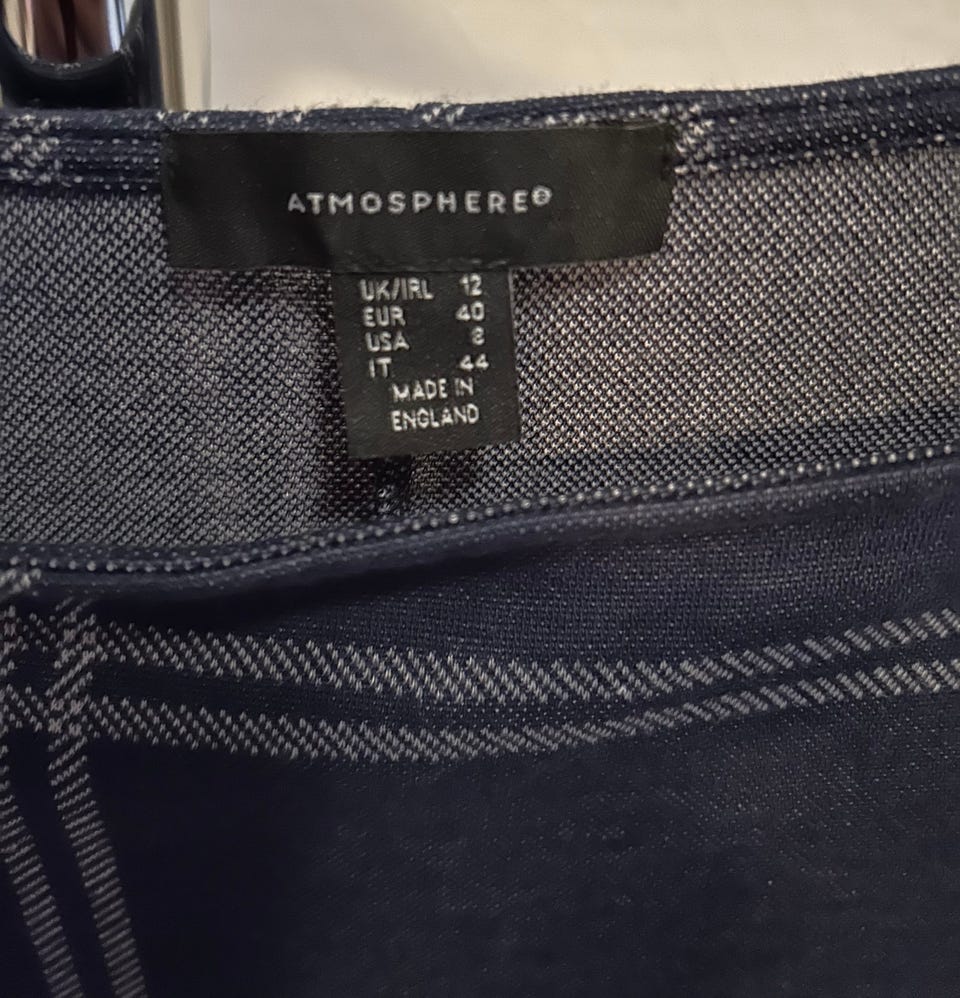 ATMOSPHERE®
UK/IRL 12
EUR 40
USA 8
IT 44
MADE IN
ENGLAND